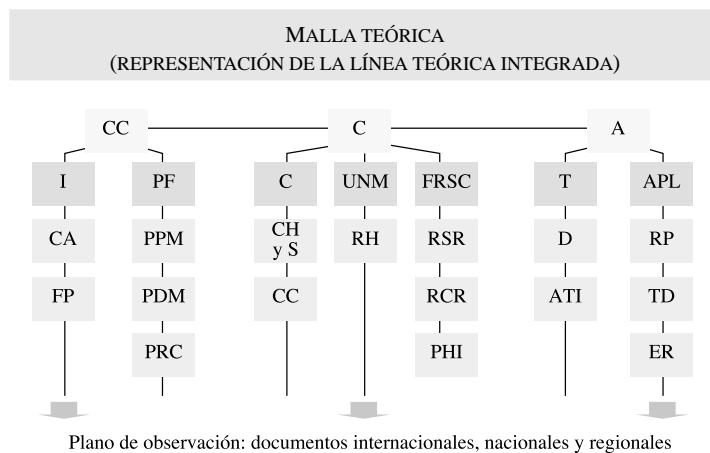 MALLA TEÓRICA
(REPRESENTACIÓN DE LA LÍNEA TEÓRICA INTEGRADA)
CC C A
I PF C UNM FRSC T APL
CA PPM CH y S RH RSR D RP
FP PDM CC RCR ATI TD
PRC PHI ER
Plano de observación: documentos internacionales, nacionales y regionales